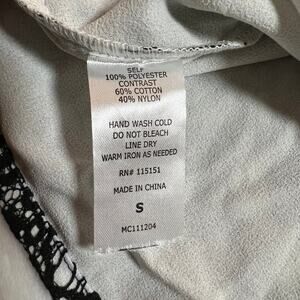 SELF
100% POLYESTER
CONTRAST
60% COTTON
40% NYLON
HAND WASH COLD
DO NOT BLEACH
LINE DRY
WARM IRON AS NEEDED
RN# 115151
MADE IN CHINA
S
MC111204